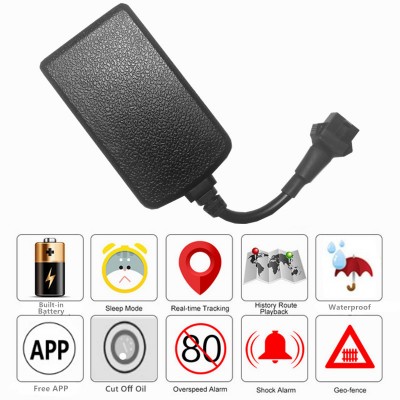 Built-in
Battery
Sleep Mode
Real-time Tracking
History Route
Playback
Waterproof
APP
80
Free APP
Cut Off Oil
Overspeed Alarm
Shock Alarm
Geo-fence